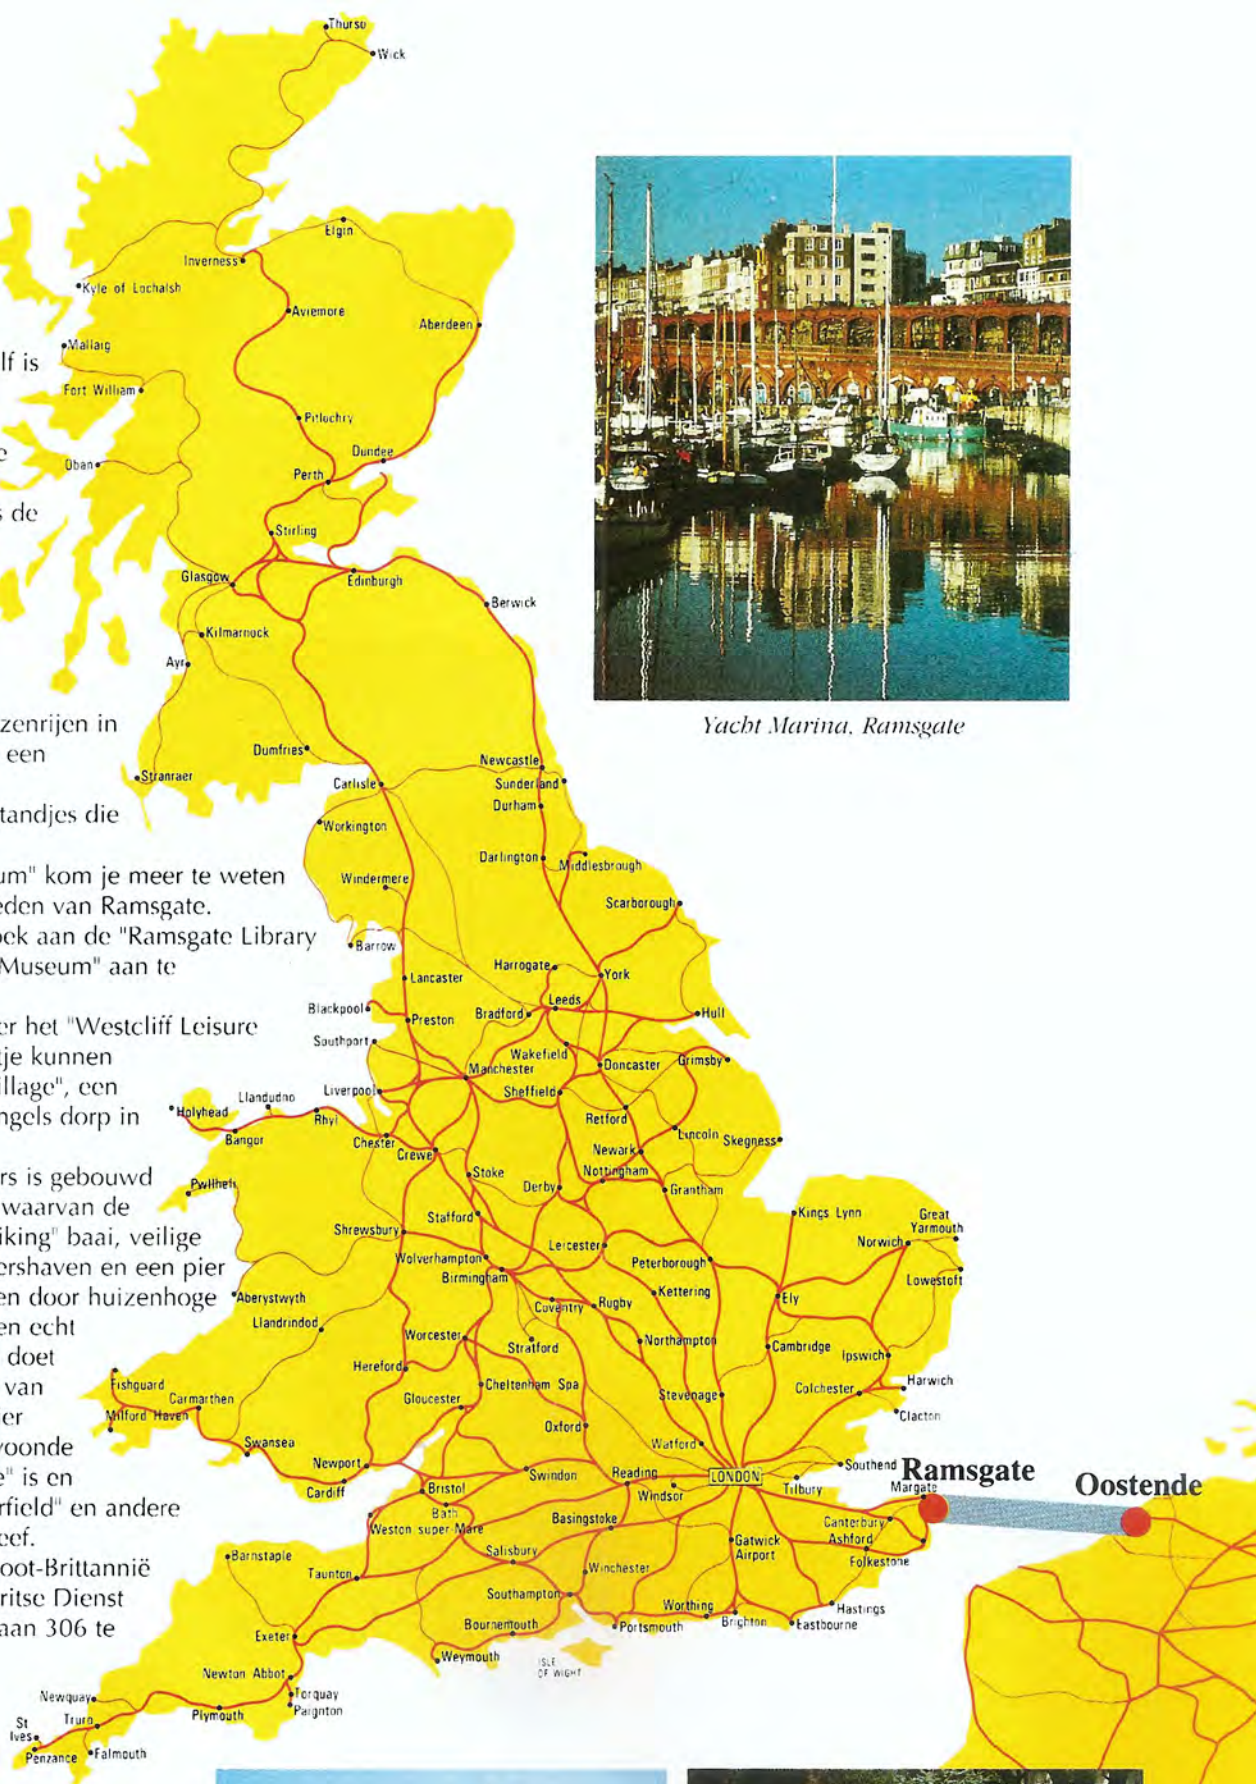 Thurso
Wick
Elgin
Inverness
Kyle of Lochalsh
Aviemore
Aberdeen
Mallaig
Fort William
Pitlochry
Oban
Dundee
Perth
Stirling
Glasgow
Edinburgh
Berwick
Kilmarnock
Ayr
Dumfries
Stranraer
Newcastle
Carlisle
Sunderland
Durham
Workington
Darlington
Middlesbrough
Windermere
Scarborough
Barrow
Harrogate
York
Lancaster
Leeds
Blackpool
Preston
Bradford
Hull
Southport
Wakefield
Manchester
Doncaster
Grimsby
Liverpool
Sheffield
Holyhead
Llandudno
Rhyl
Retford
Bangor
Chester
Crewe
Lincoln
Skegness
Newark
Stoke
Nottingham
Derby
Grantham
Pwllheli
Stafford
Kings Lynn
Great
Yarmouth
Shrewsbury
Leicester
Norwich
Wolverhampton
Peterborough
Birmingham
Lowestoft
Aberystwyth
Kettering
Ely
Coventry
Rugby
Llandrindod
Worcester
Stratford
Northampton
Cambridge
Ipswich
Hereford
Fishguard
Carmarthen
Cheltenham Spa
Gloucester
Stevenage
Colchester
Harwich
Milford Haven
Clacton
Oxford
Swansea
Watford
Newport
Swindon
Reading
LONDON
Southend
Cardiff
Bristol
Windsor
Tilbury
Margate
Bath
Weston super-Mare
Basingstoke
Canterbury
Ashford
Folkestone
Gatwick
Airport
Barnstaple
Salisbury
Winchester
Taunton
Southampton
Worthing
Hastings
Exeter
Bournemouth
Portsmouth
Brighton
Eastbourne
Weymouth
ISLE
OF WIGHT
Newton Abbot
Torquay
Paignton
Newquay
Plymouth
St
Ives
Truro
Penzance
Falmouth
Ramsgate
Oostende
Yacht Marina, Ramsgate
lf is
e
s de
zenrijen in
een
tandjes die
um" kom je meer te weten
eden van Ramsgate.
oek aan de "Ramsgate Library
Museum" aan te
er het "Westcliff Leisure
tje kunnen
illage", een
ngels dorp in
rs is gebouwd
waarvan de
iking" baai, veilige
ershaven en een pier
en door huizenhoge
en echt
doet
van
er
voonde
e" is en
rfield" en andere
eef.
oot-Brittannië
ritse Dienst
aan 306 te